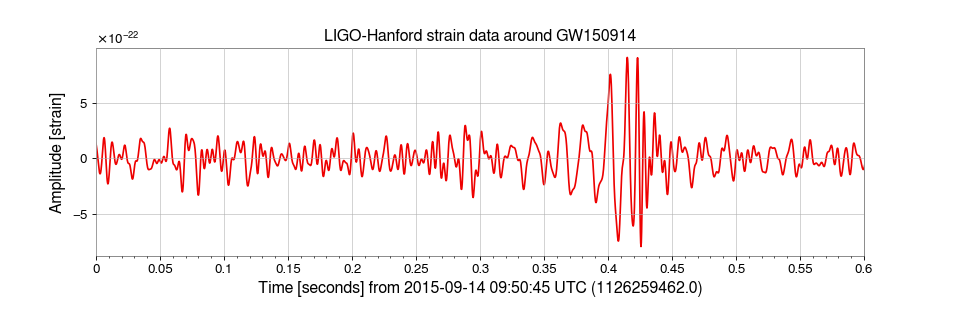 LIGO-Hanford strain data around GW150914
×10⁻²²
Amplitude [strain]
5
0
−5
0 0.05 0.1 0.15 0.2 0.25 0.3 0.35 0.4 0.45 0.5 0.55 0.6
Time [seconds] from 2015-09-14 09:50:45 UTC (1126259462.0)